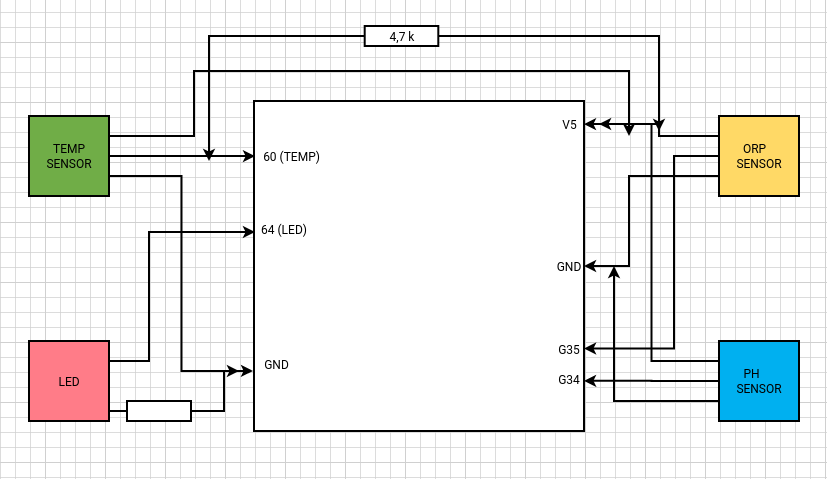 4,7 k
V5
TEMP
SENSOR
60 (TEMP)
ORP
SENSOR
64 (LED)
GND
G35
GND
G34
LED
PH
SENSOR